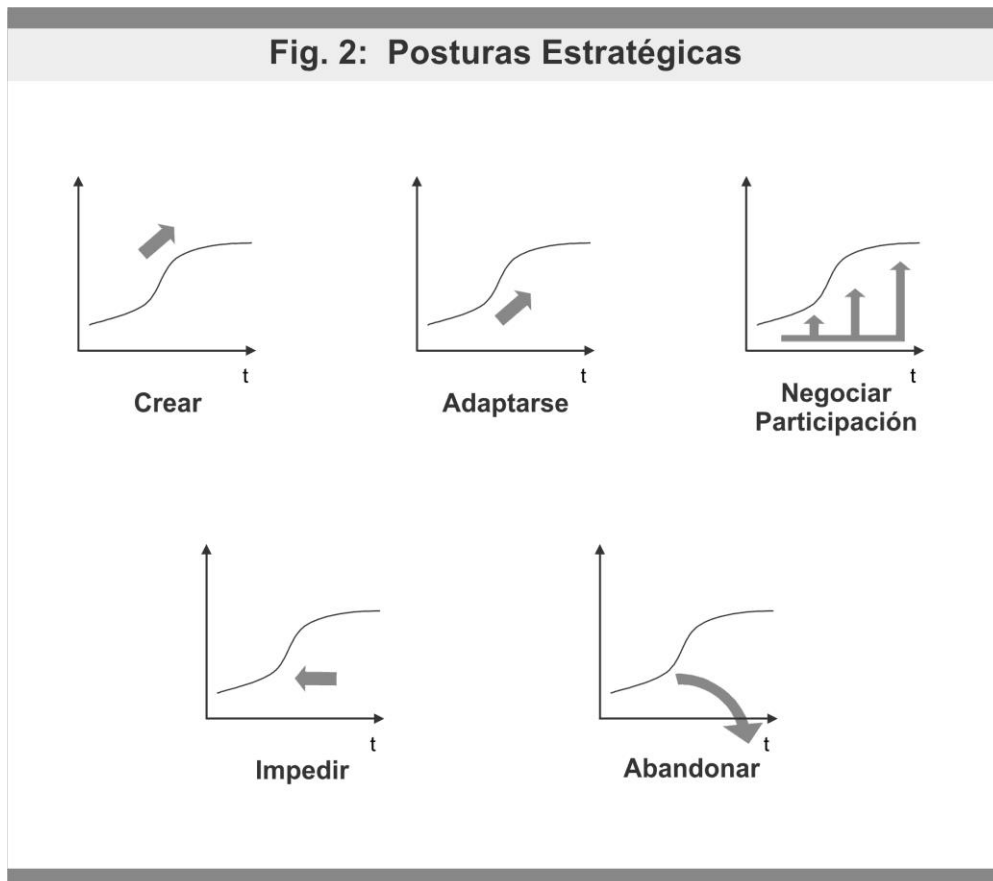 Fig. 2: Posturas Estratégicas
t
Crear
t
Adaptarse
t
Negociar
Participación
t
Impedir
t
Abandonar